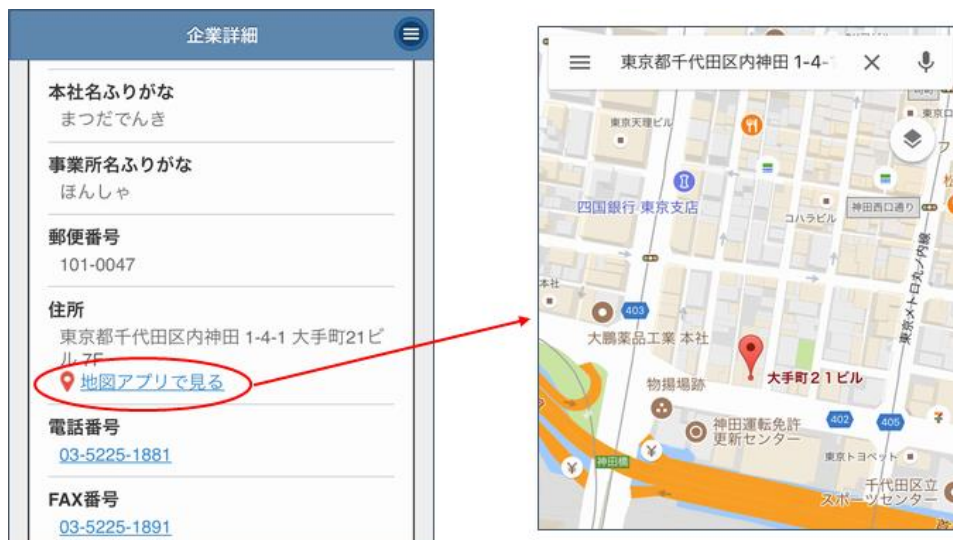 企業詳細
本社名ふりがな
まつだでんき
事業所名ふりがな
ほんしゃ
郵便番号
101-0047
住所
東京都千代田区内神田 1-4-1 大手町21ビ
ル 7F
地図アプリで見る
電話番号
03-5225-1881
FAX番号
03-5225-1891
東京都千代田区内神田 1-4-
東京天理ビル
東京ロ
四国銀行 東京支店
コハラビル
神田西口通り
東京メトロ丸ノ内線
本社
403
大鵬薬品工業 本社
大手町21ビル
物揚場跡
神田運転免許
更新センター
402
405
東京トヨペット
神田橋
千代田区立
スポーツセンター